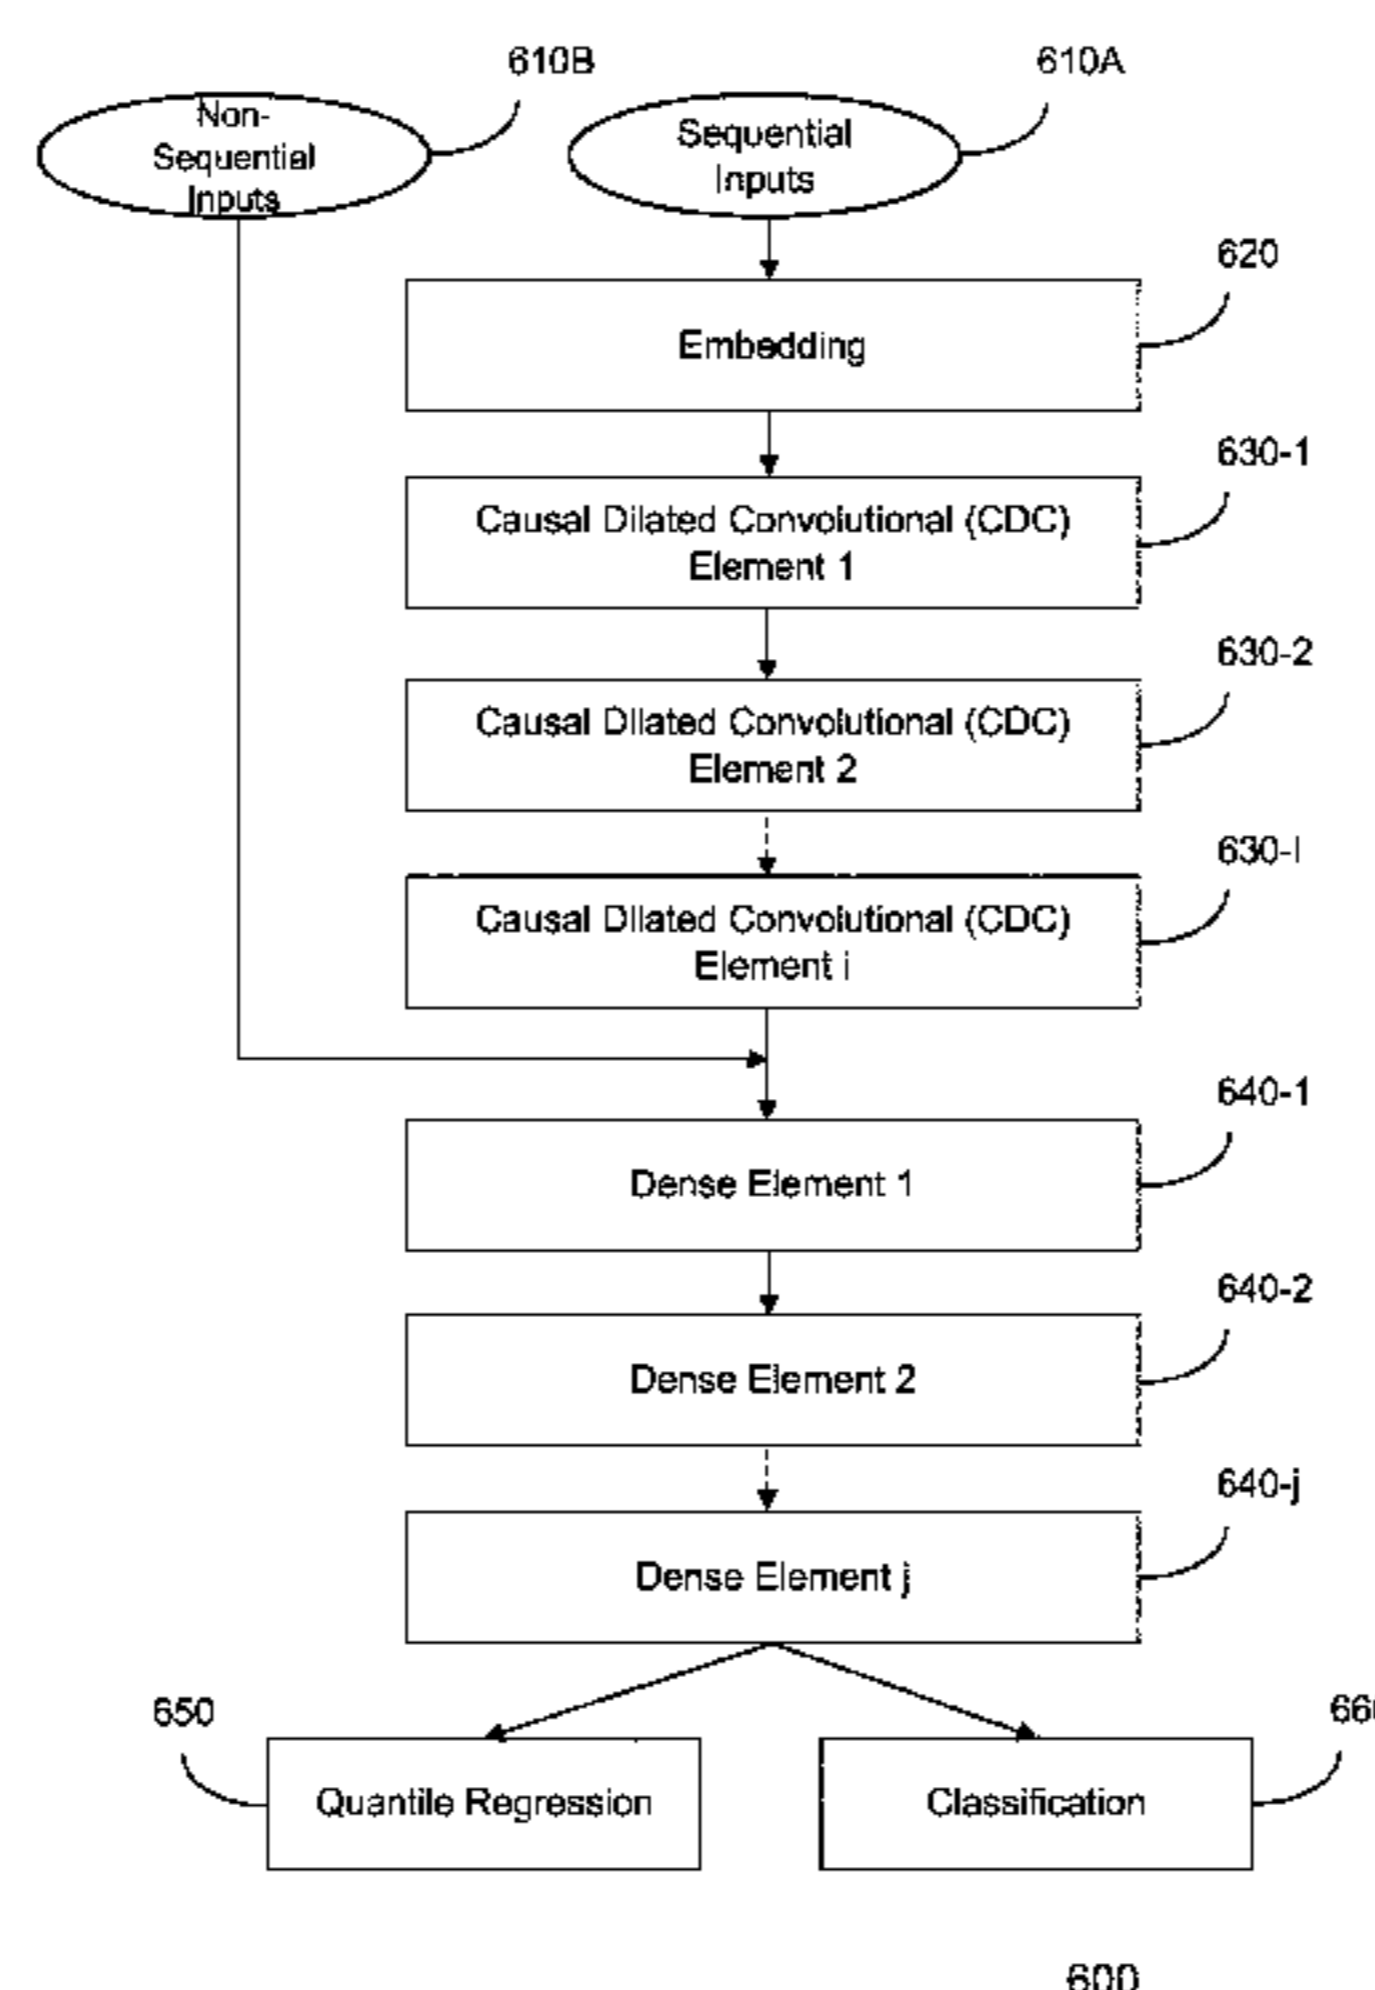 610B
610A
Non-
Sequential
Inputs
Sequential
Inputs
620
Embedding
630-1
Causal Dilated Convolutional (CDC)
Element 1
630-2
Causal Dilated Convolutional (CDC)
Element 2
630-I
Causal Dilated Convolutional (CDC)
Element i
640-1
Dense Element 1
640-2
Dense Element 2
640-j
Dense Element j
650
Quantile Regression
Classification
600